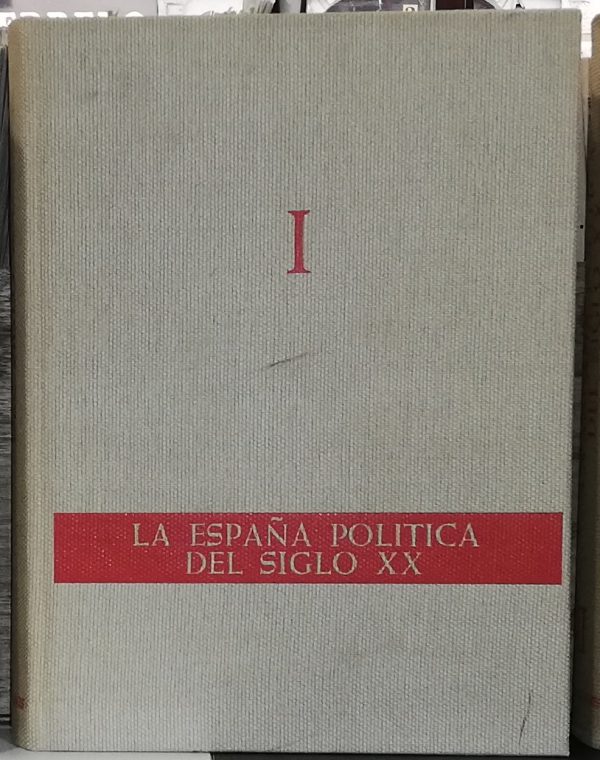 I
LA ESPAÑA POLITICA
DEL SIGLO XX